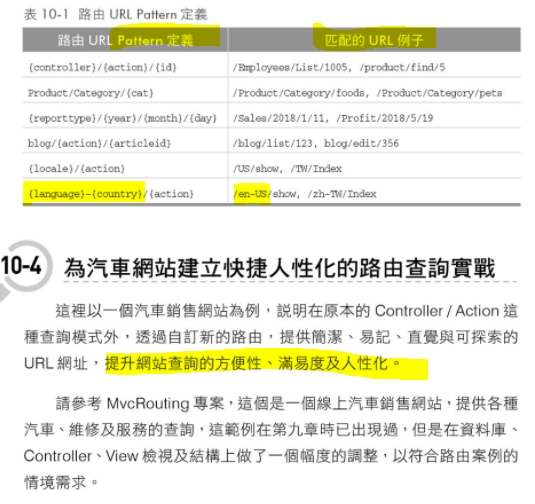 表 10-1 路由 URL Pattern 定義
路由 URL Pattern 定義 匹配的 URL 例子
{controller}/{action}/{id} /Employees/List/1005, /product/find/5
Product/Category/{cat} /Product/Category/foods, /Product/Category/pets
{reporttype}/{year}/{month}/{day} /Sales/2018/1/11, /Profit/2018/5/19
blog/{action}/{articleid} /blog/list/123, blog/edit/356
{locale}/{action} /US/show, /TW/Index
{language}-{country}/{action} /en-US/show, /zh-TW/Index
10-4 為汽車網站建立快捷人性化的路由查詢實戰
這裡以一個汽車銷售網站為例，說明在原本的 Controller / Action 這
種查詢模式外，透過自訂新的路由，提供簡潔、易記、直覺與可探索的
URL 網址，提升網站查詢的方便性、滿易度及人性化。
請參考 MvcRouting 專案，這個是一個線上汽車銷售網站，提供各種
汽車、維修及服務的查詢，這範例在第九章時已出現過，但是在資料庫、
Controller、View 檢視及結構上做了一個幅度的調整，以符合路由案例的
情境需求。